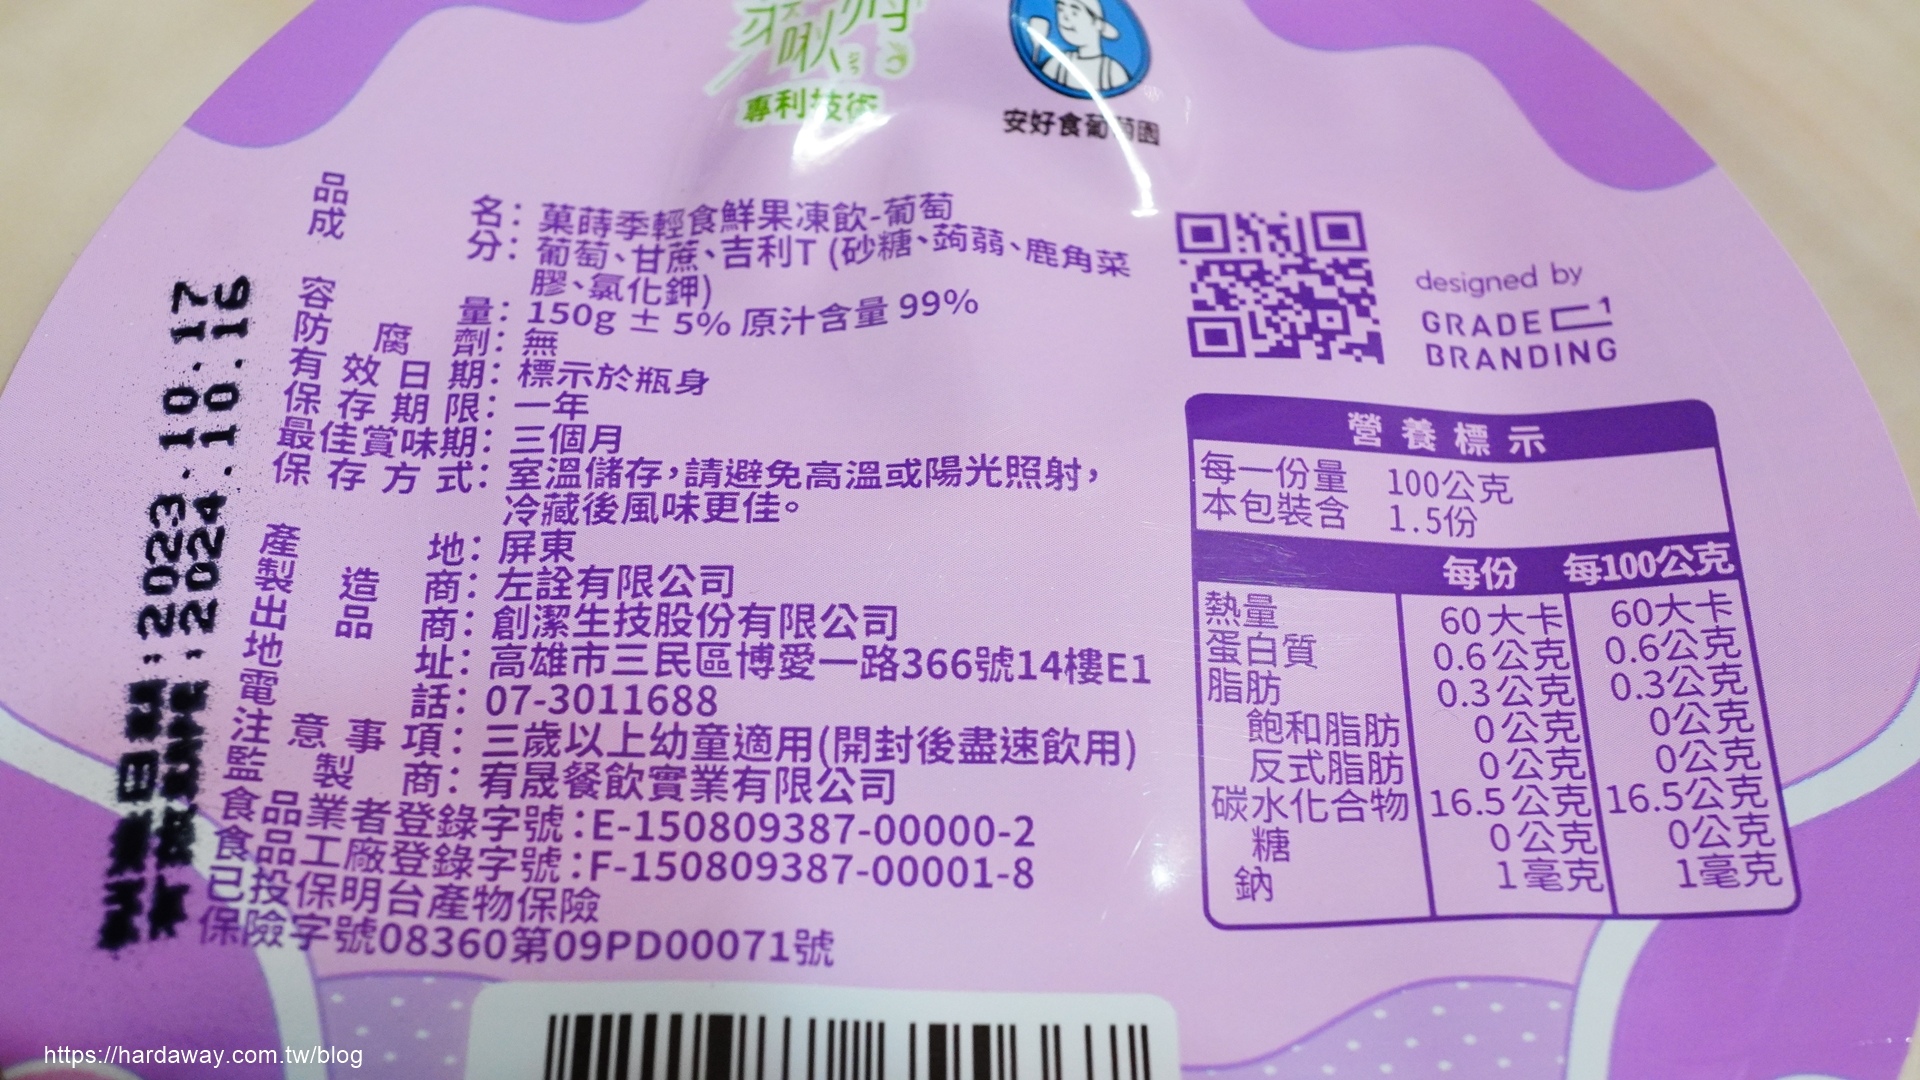 專利技術
安好食葡萄園
品名：菓蒔季輕食鮮果凍飲-葡萄
成分：葡萄、甘蔗、吉利T (砂糖、蒟蒻、鹿角菜
膠、氯化鉀)
容量：150g ± 5% 原汁含量 99%
防腐劑：無
有效日期：標示於瓶身
保存期限：一年
最佳賞味期：三個月
保存方式：室溫儲存，請避免高溫或陽光照射，
冷藏後風味更佳。
產地：屏東
製造商：左詮有限公司
出品商：創潔生技股份有限公司
地址：高雄市三民區博愛一路366號14樓E1
電話：07-3011688
注意事項：三歲以上幼童適用(開封後盡速飲用)
監製商：宥晟餐飲實業有限公司
食品業者登錄字號：E-150809387-00000-2
食品工廠登錄字號：F-150809387-00001-8
已投保明台產物保險
保險字號08360第09PD00071號
: 2023.10.17
: 2024.10.16
designed by
GRADE 1
BRANDING
營養標示
每一份量 100公克
本包裝含 1.5份
每份 每100公克
熱量 60大卡 60大卡
蛋白質 0.6公克 0.6公克
脂肪 0.3公克 0.3公克
飽和脂肪 0公克 0公克
反式脂肪 0公克 0公克
碳水化合物 16.5公克 16.5公克
糖 0公克 0公克
鈉 1毫克 1毫克
https://hardaway.com.tw/blog